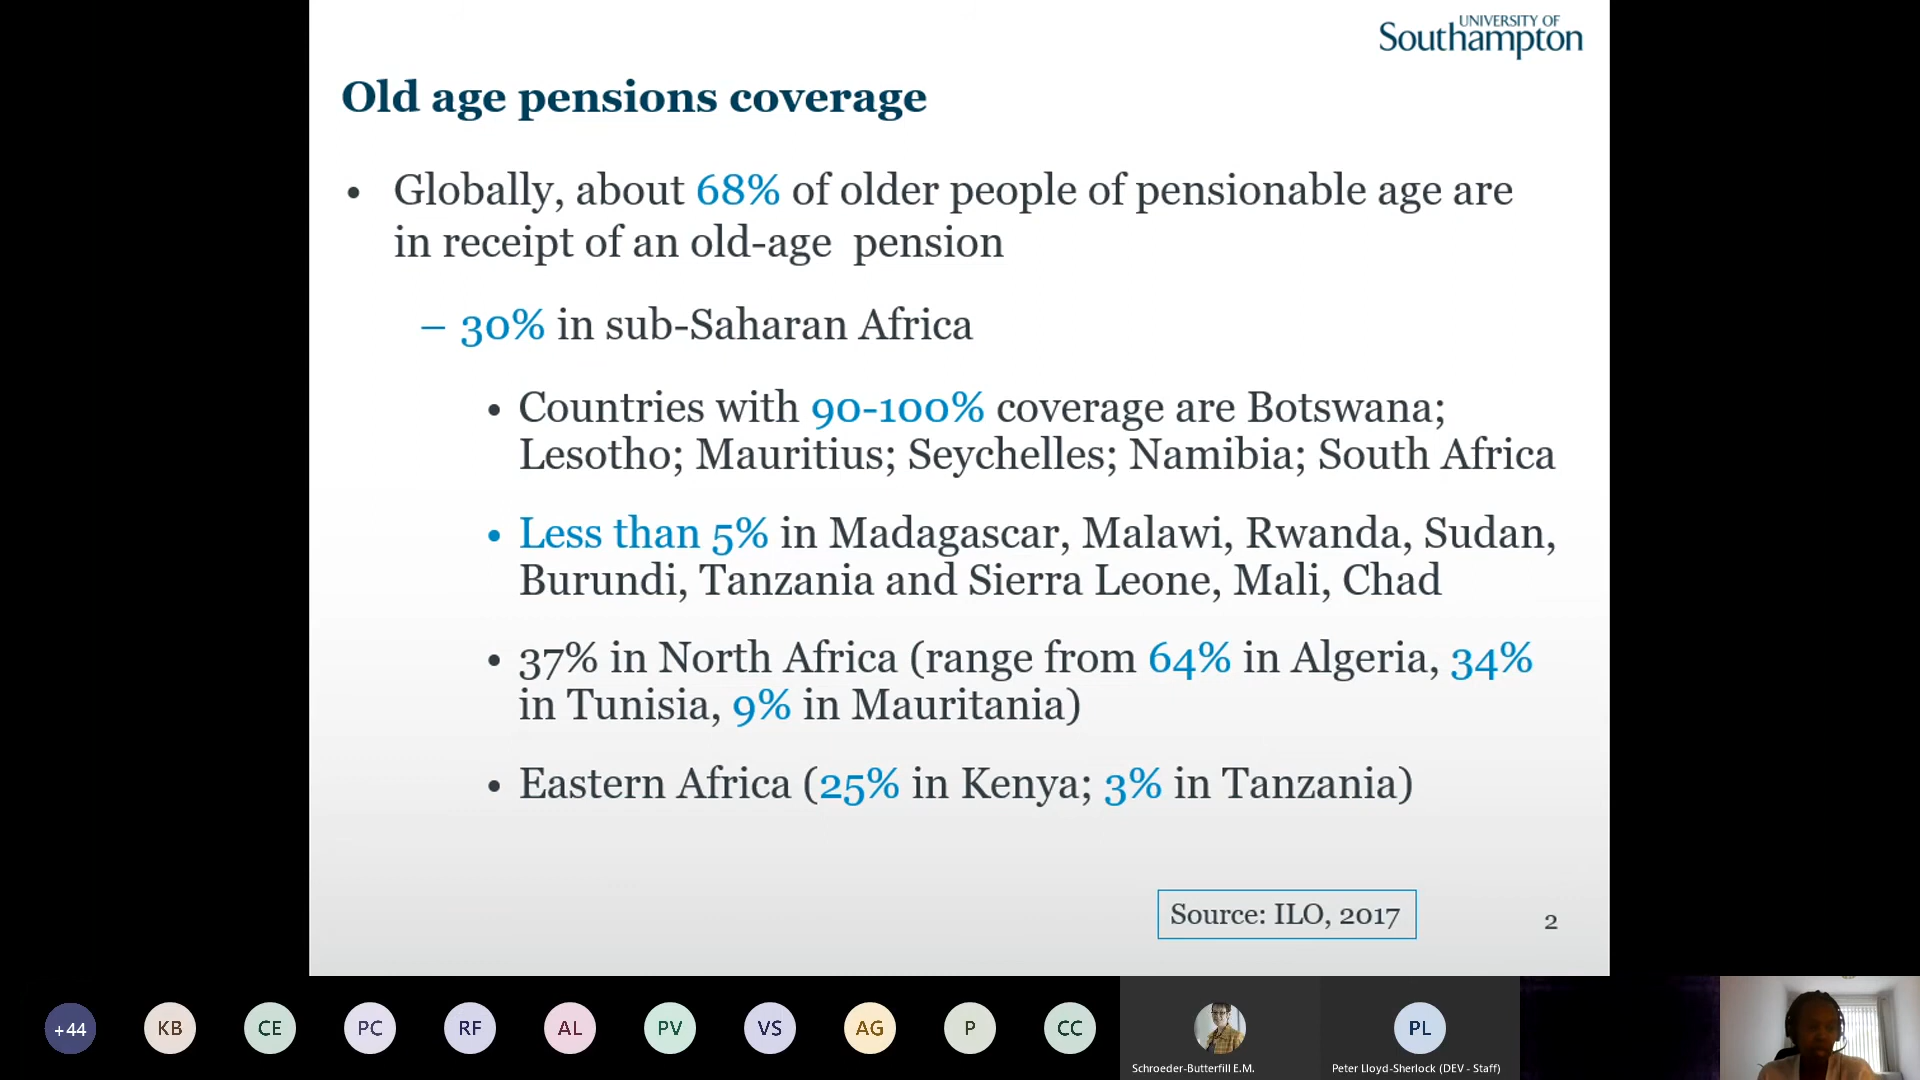 UNIVERSITY OF
Southampton
Old age pensions coverage
• Globally, about 68% of older people of pensionable age are
in receipt of an old-age  pension
– 30% in sub-Saharan Africa
• Countries with 90-100% coverage are Botswana;
Lesotho; Mauritius; Seychelles; Namibia; South Africa
• Less than 5% in Madagascar, Malawi, Rwanda, Sudan,
Burundi, Tanzania and Sierra Leone, Mali, Chad
• 37% in North Africa (range from 64% in Algeria, 34%
in Tunisia, 9% in Mauritania)
• Eastern Africa (25% in Kenya; 3% in Tanzania)
Source: ILO, 2017
2
+44 KB CE PC RF AL PV VS AG P CC PL
Schroeder-Butterfill E.M. Peter Lloyd-Sherlock (DEV - Staff)